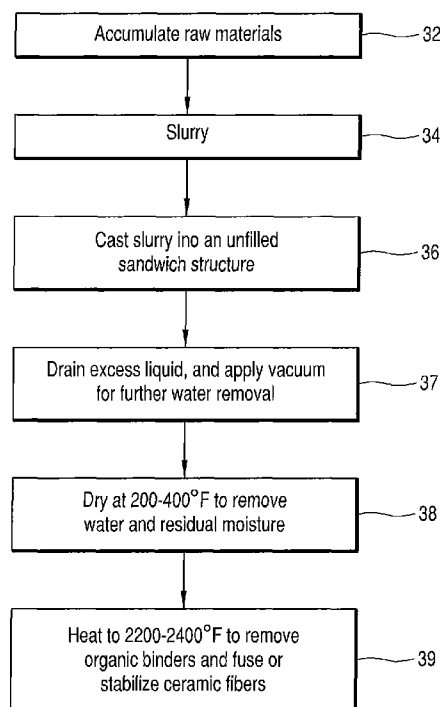 Accumulate raw materials
32
Slurry
34
Cast slurry ino an unfilled
sandwich structure
36
Drain excess liquid, and apply vacuum
for further water removal
37
Dry at 200-400°F to remove
water and residual moisture
38
Heat to 2200-2400°F to remove
organic binders and fuse or
stabilize ceramic fibers
39